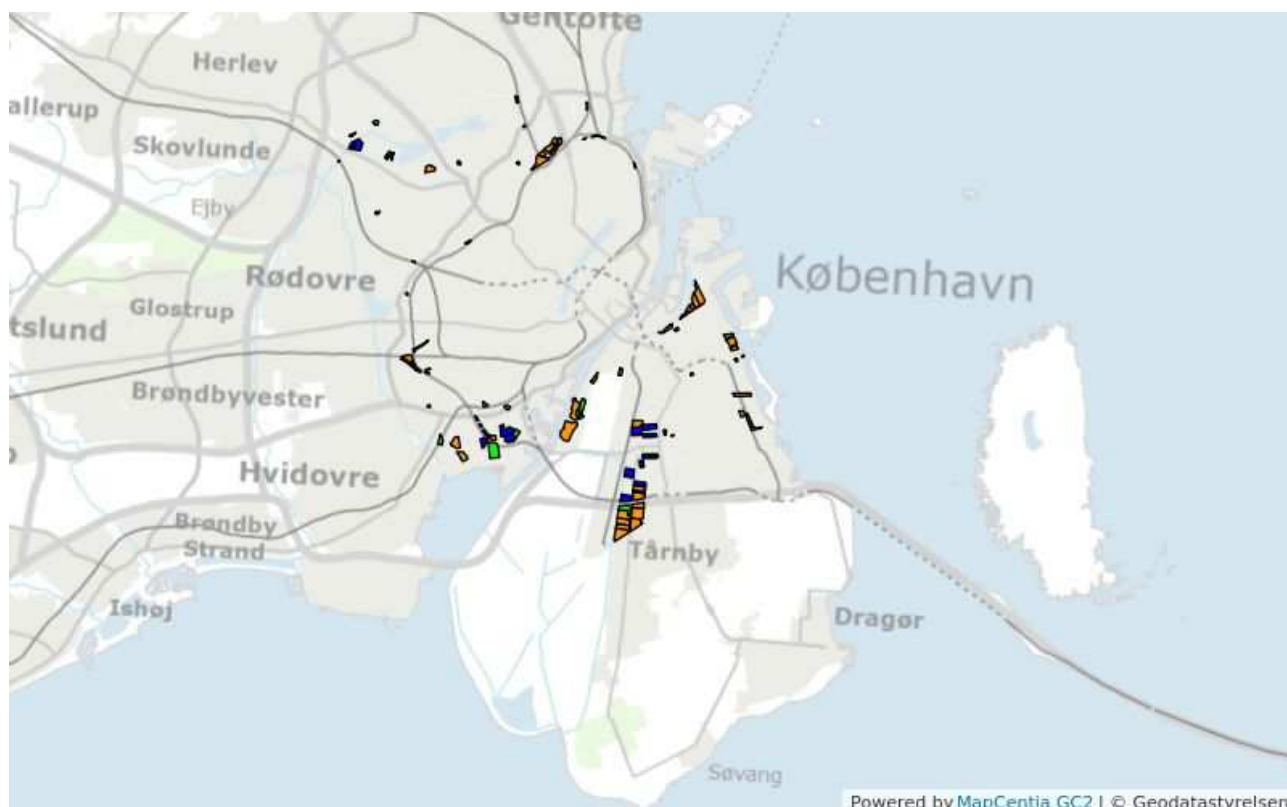 Gentofte
Herlev
allerup
Skovlunde
Ejby
København
Rødovre
Glostrup
tslund
Brøndbyvester
Hvidovre
Brøndby
Strand
Tårnby
Ishøj
Dragør
Søvang
Powered by MapCentia GC2 | © Geodatastyrelsen